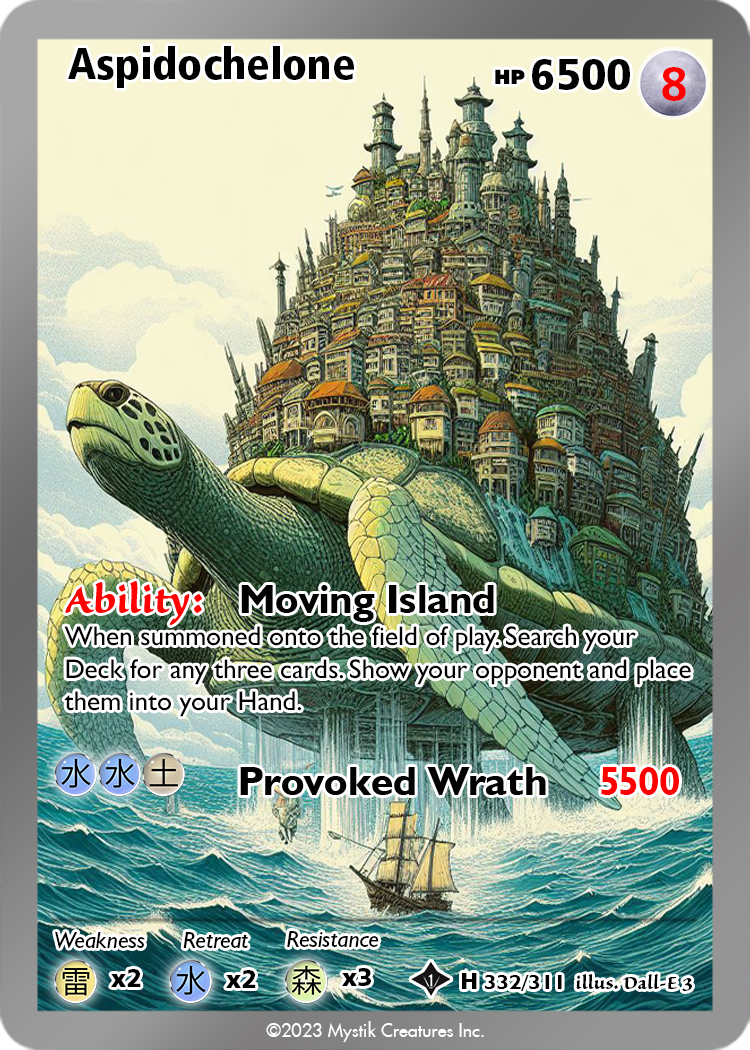 Aspidochelone HP 6500 8
Ability: Moving Island
When summoned onto the field of play. Search your
Deck for any three cards. Show your opponent and place
them into your Hand.
水 水 土 Provoked Wrath 5500
Weakness Retreat Resistance
雷 x2 水 x2 森 x3 1 H 332/311 illus. Dall-E 3
©2023 Mystik Creatures Inc.